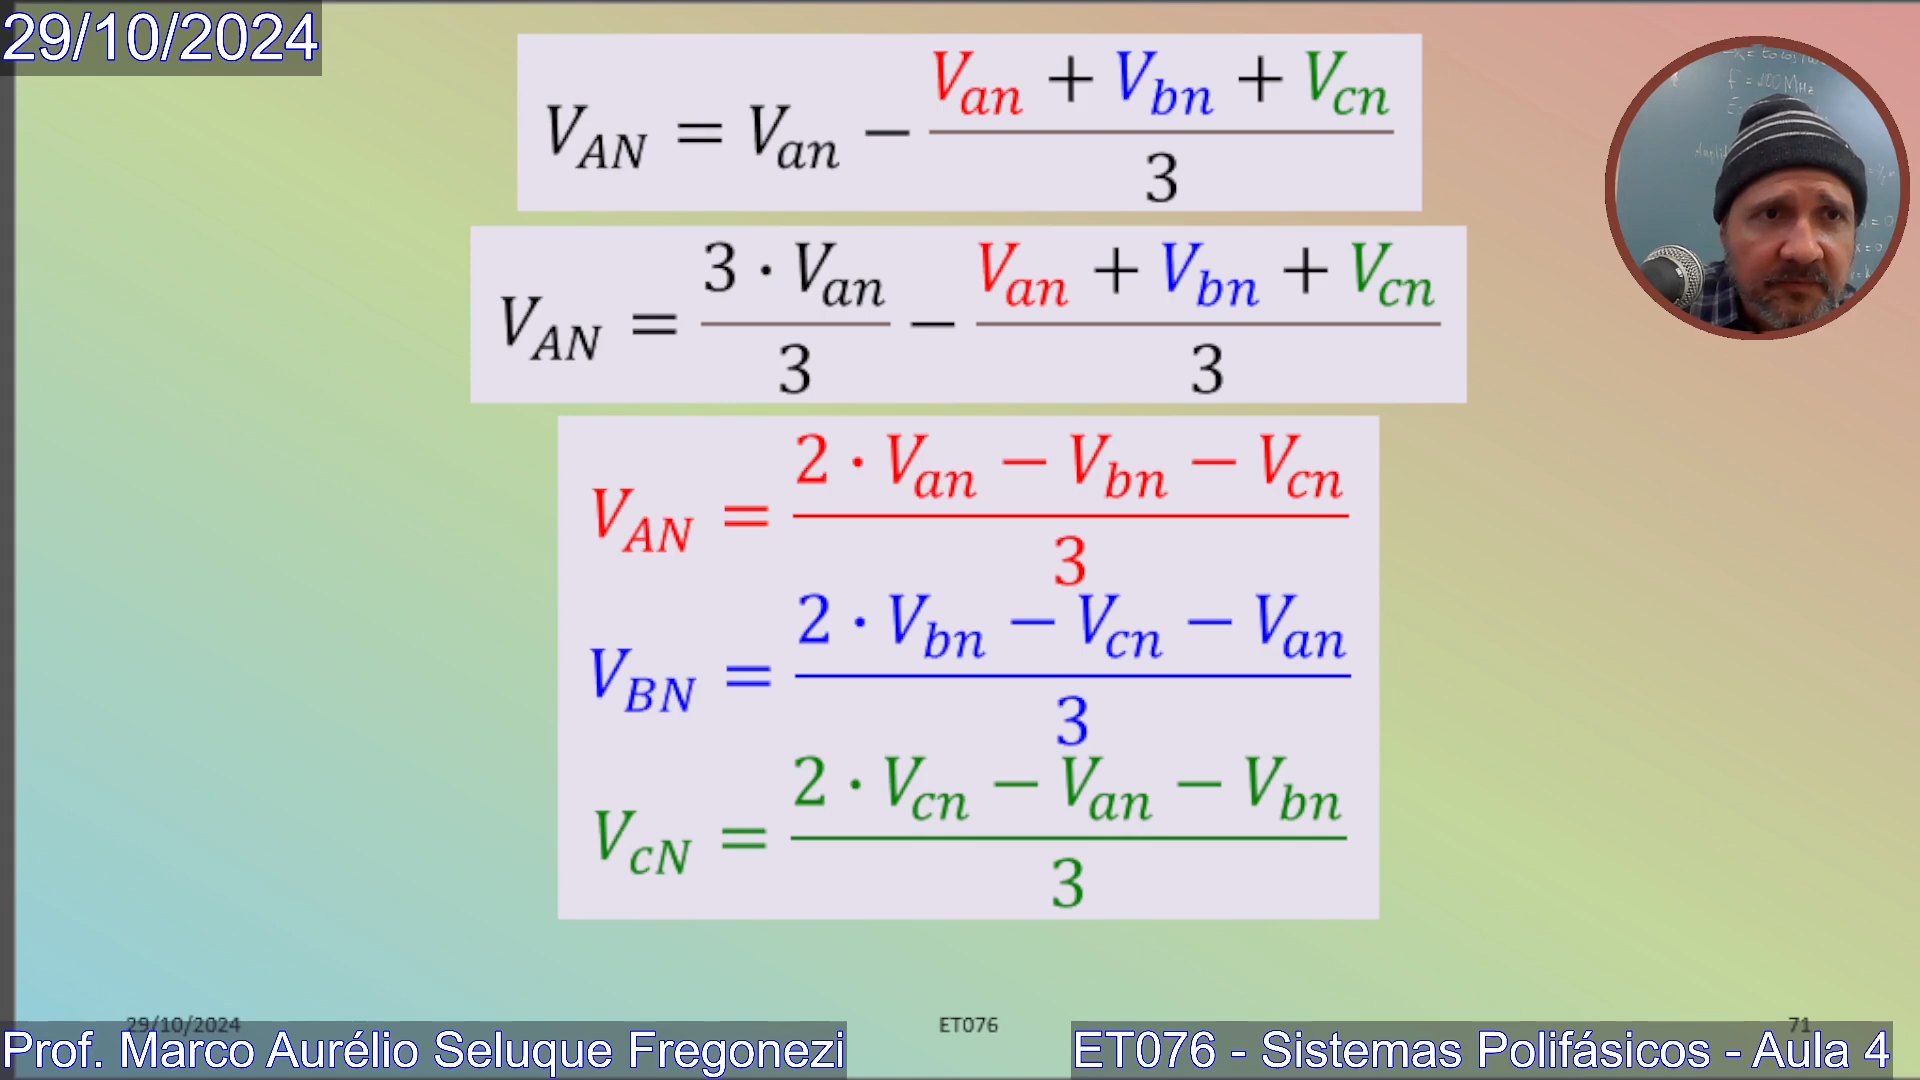 29/10/2024
V_AN = V_an − (V_an + V_bn + V_cn)/3
V_AN = (3 · V_an)/3 − (V_an + V_bn + V_cn)/3
V_AN = (2 · V_an − V_bn − V_cn)/3
V_BN = (2 · V_bn − V_cn − V_an)/3
V_cN = (2 · V_cn − V_an − V_bn)/3
F = 200 MHz
29/10/2024
ET076
71
Prof. Marco Aurélio Seluque Fregonezi
ET076 - Sistemas Polifásicos - Aula 4